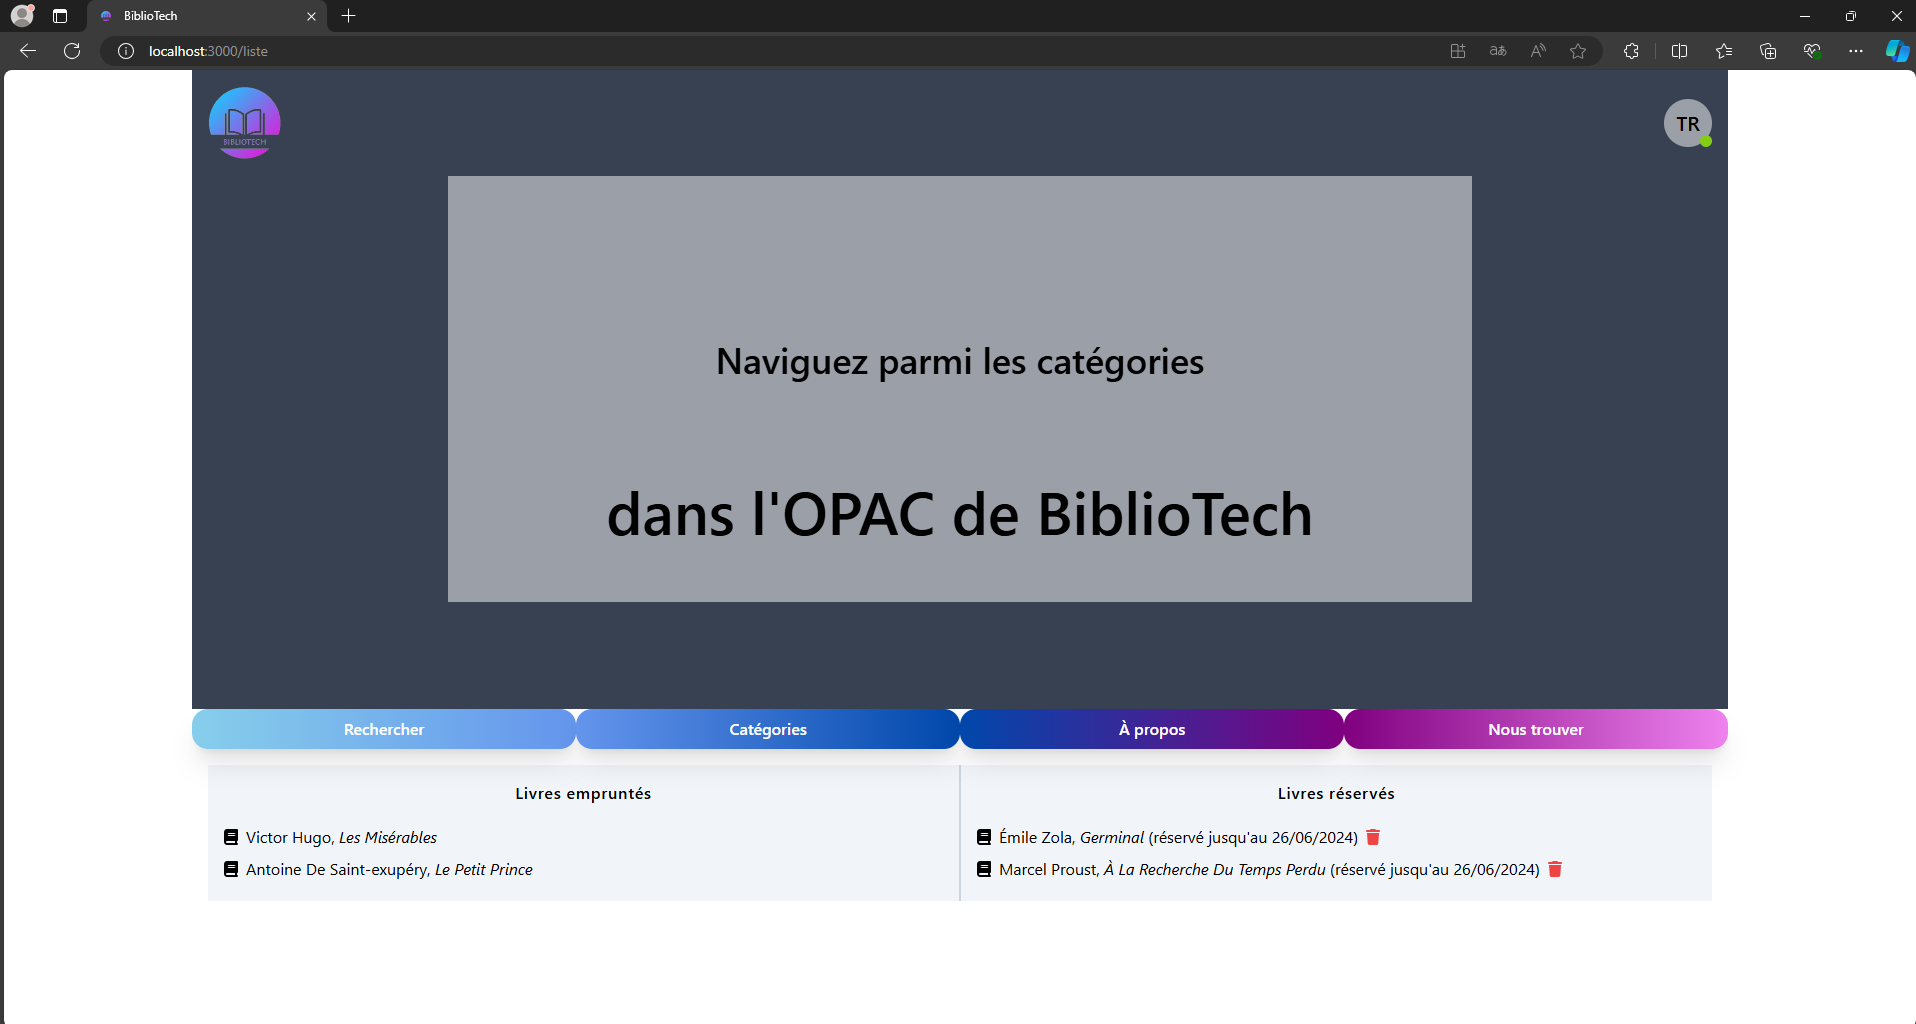 BiblioTech
localhost:3000/liste
BIBLIOTECH
TR
Naviguez parmi les catégories
dans l'OPAC de BiblioTech
Rechercher
Catégories
À propos
Nous trouver
Livres empruntés
Victor Hugo, Les Misérables
Antoine De Saint-exupéry, Le Petit Prince
Livres réservés
Émile Zola, Germinal (réservé jusqu'au 26/06/2024)
Marcel Proust, À La Recherche Du Temps Perdu (réservé jusqu'au 26/06/2024)